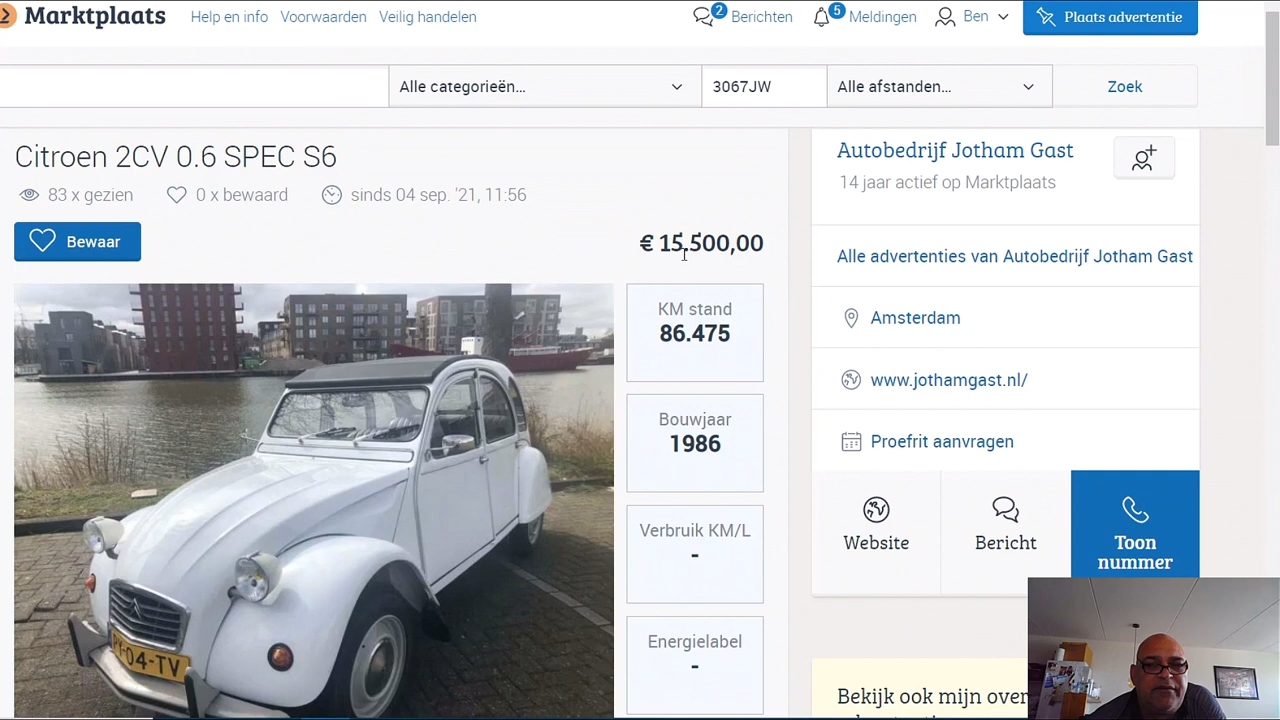 Marktplaats
Help en info Voorwaarden Veilig handelen
2 Berichten 5 Meldingen Ben Plaats advertentie
Alle categorieën... 3067JW Alle afstanden... Zoek
Citroen 2CV 0.6 SPEC S6
83 x gezien 0 x bewaard sinds 04 sep. '21, 11:56
Bewaar
€ 15.500,00
KM stand
86.475
Bouwjaar
1986
Verbruik KM/L
-
Energielabel
-
04-TV
Autobedrijf Jotham Gast
14 jaar actief op Marktplaats
Alle advertenties van Autobedrijf Jotham Gast
Amsterdam
www.jothamgast.nl/
Proefrit aanvragen
Website Bericht Toon
nummer
Bekijk ook mijn over